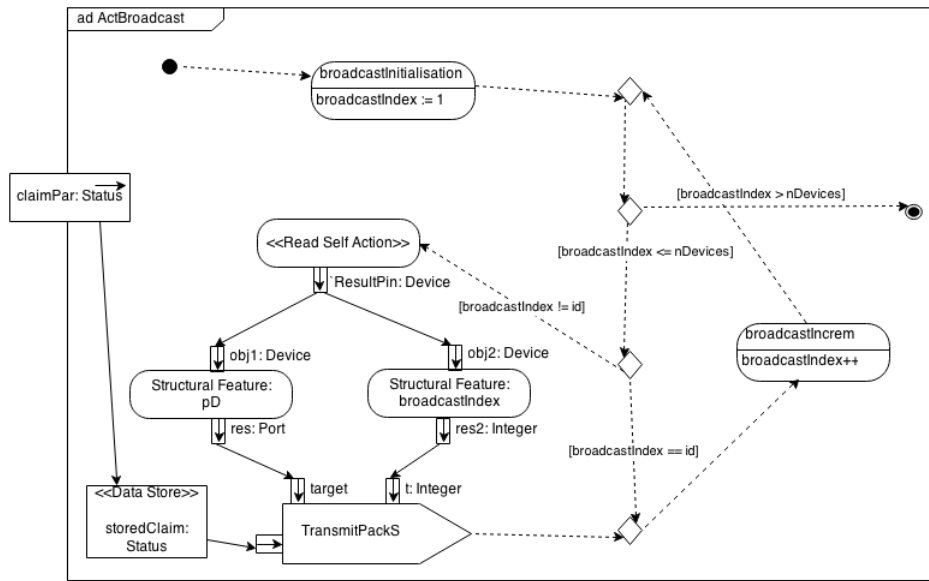 ad ActBroadcast
broadcastInitialisation
broadcastIndex := 1
claimPar: Status
[broadcastIndex > nDevices]
<<Read Self Action>>
[broadcastIndex <= nDevices]
`ResultPin: Device
[broadcastIndex != id]
broadcastIncrem
broadcastIndex++
obj1: Device
obj2: Device
Structural Feature:
pD
Structural Feature:
broadcastIndex
res: Port
res2: Integer
[broadcastIndex == id]
target
t: Integer
<<Data Store>>
storedClaim:
Status
TransmitPackS